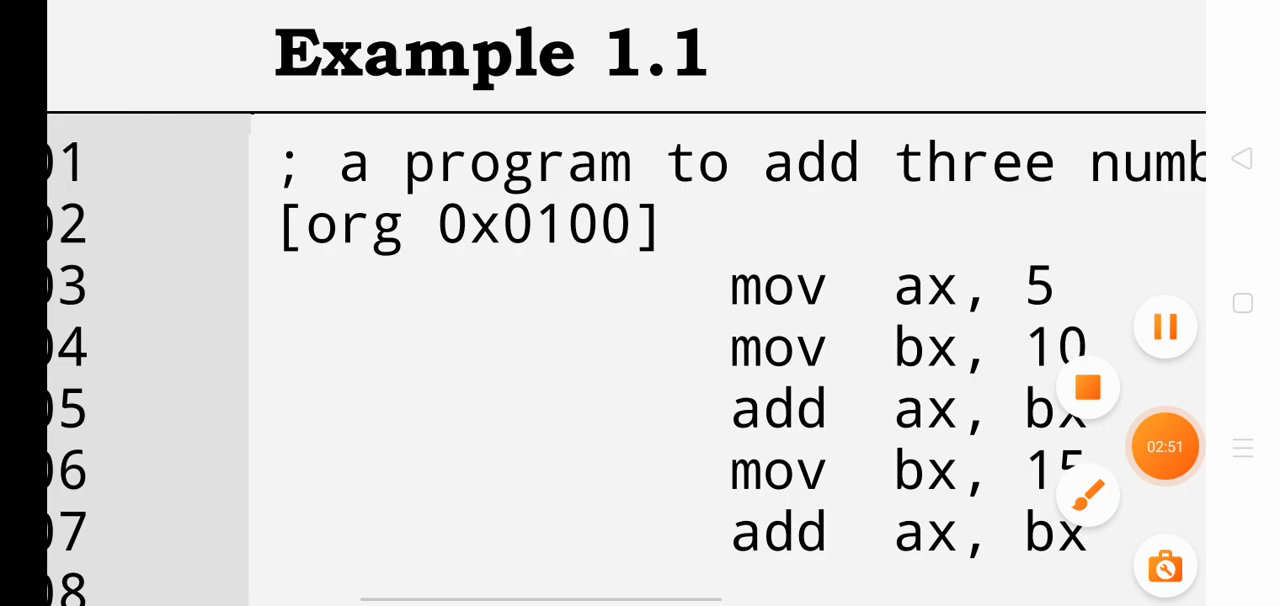 Example 1.1
01 ; a program to add three
02 [org 0x0100]
03 mov ax, 5
04 mov bx, 10
05 add ax, bx
06 mov bx, 15
07 add ax, bx
08
02:51